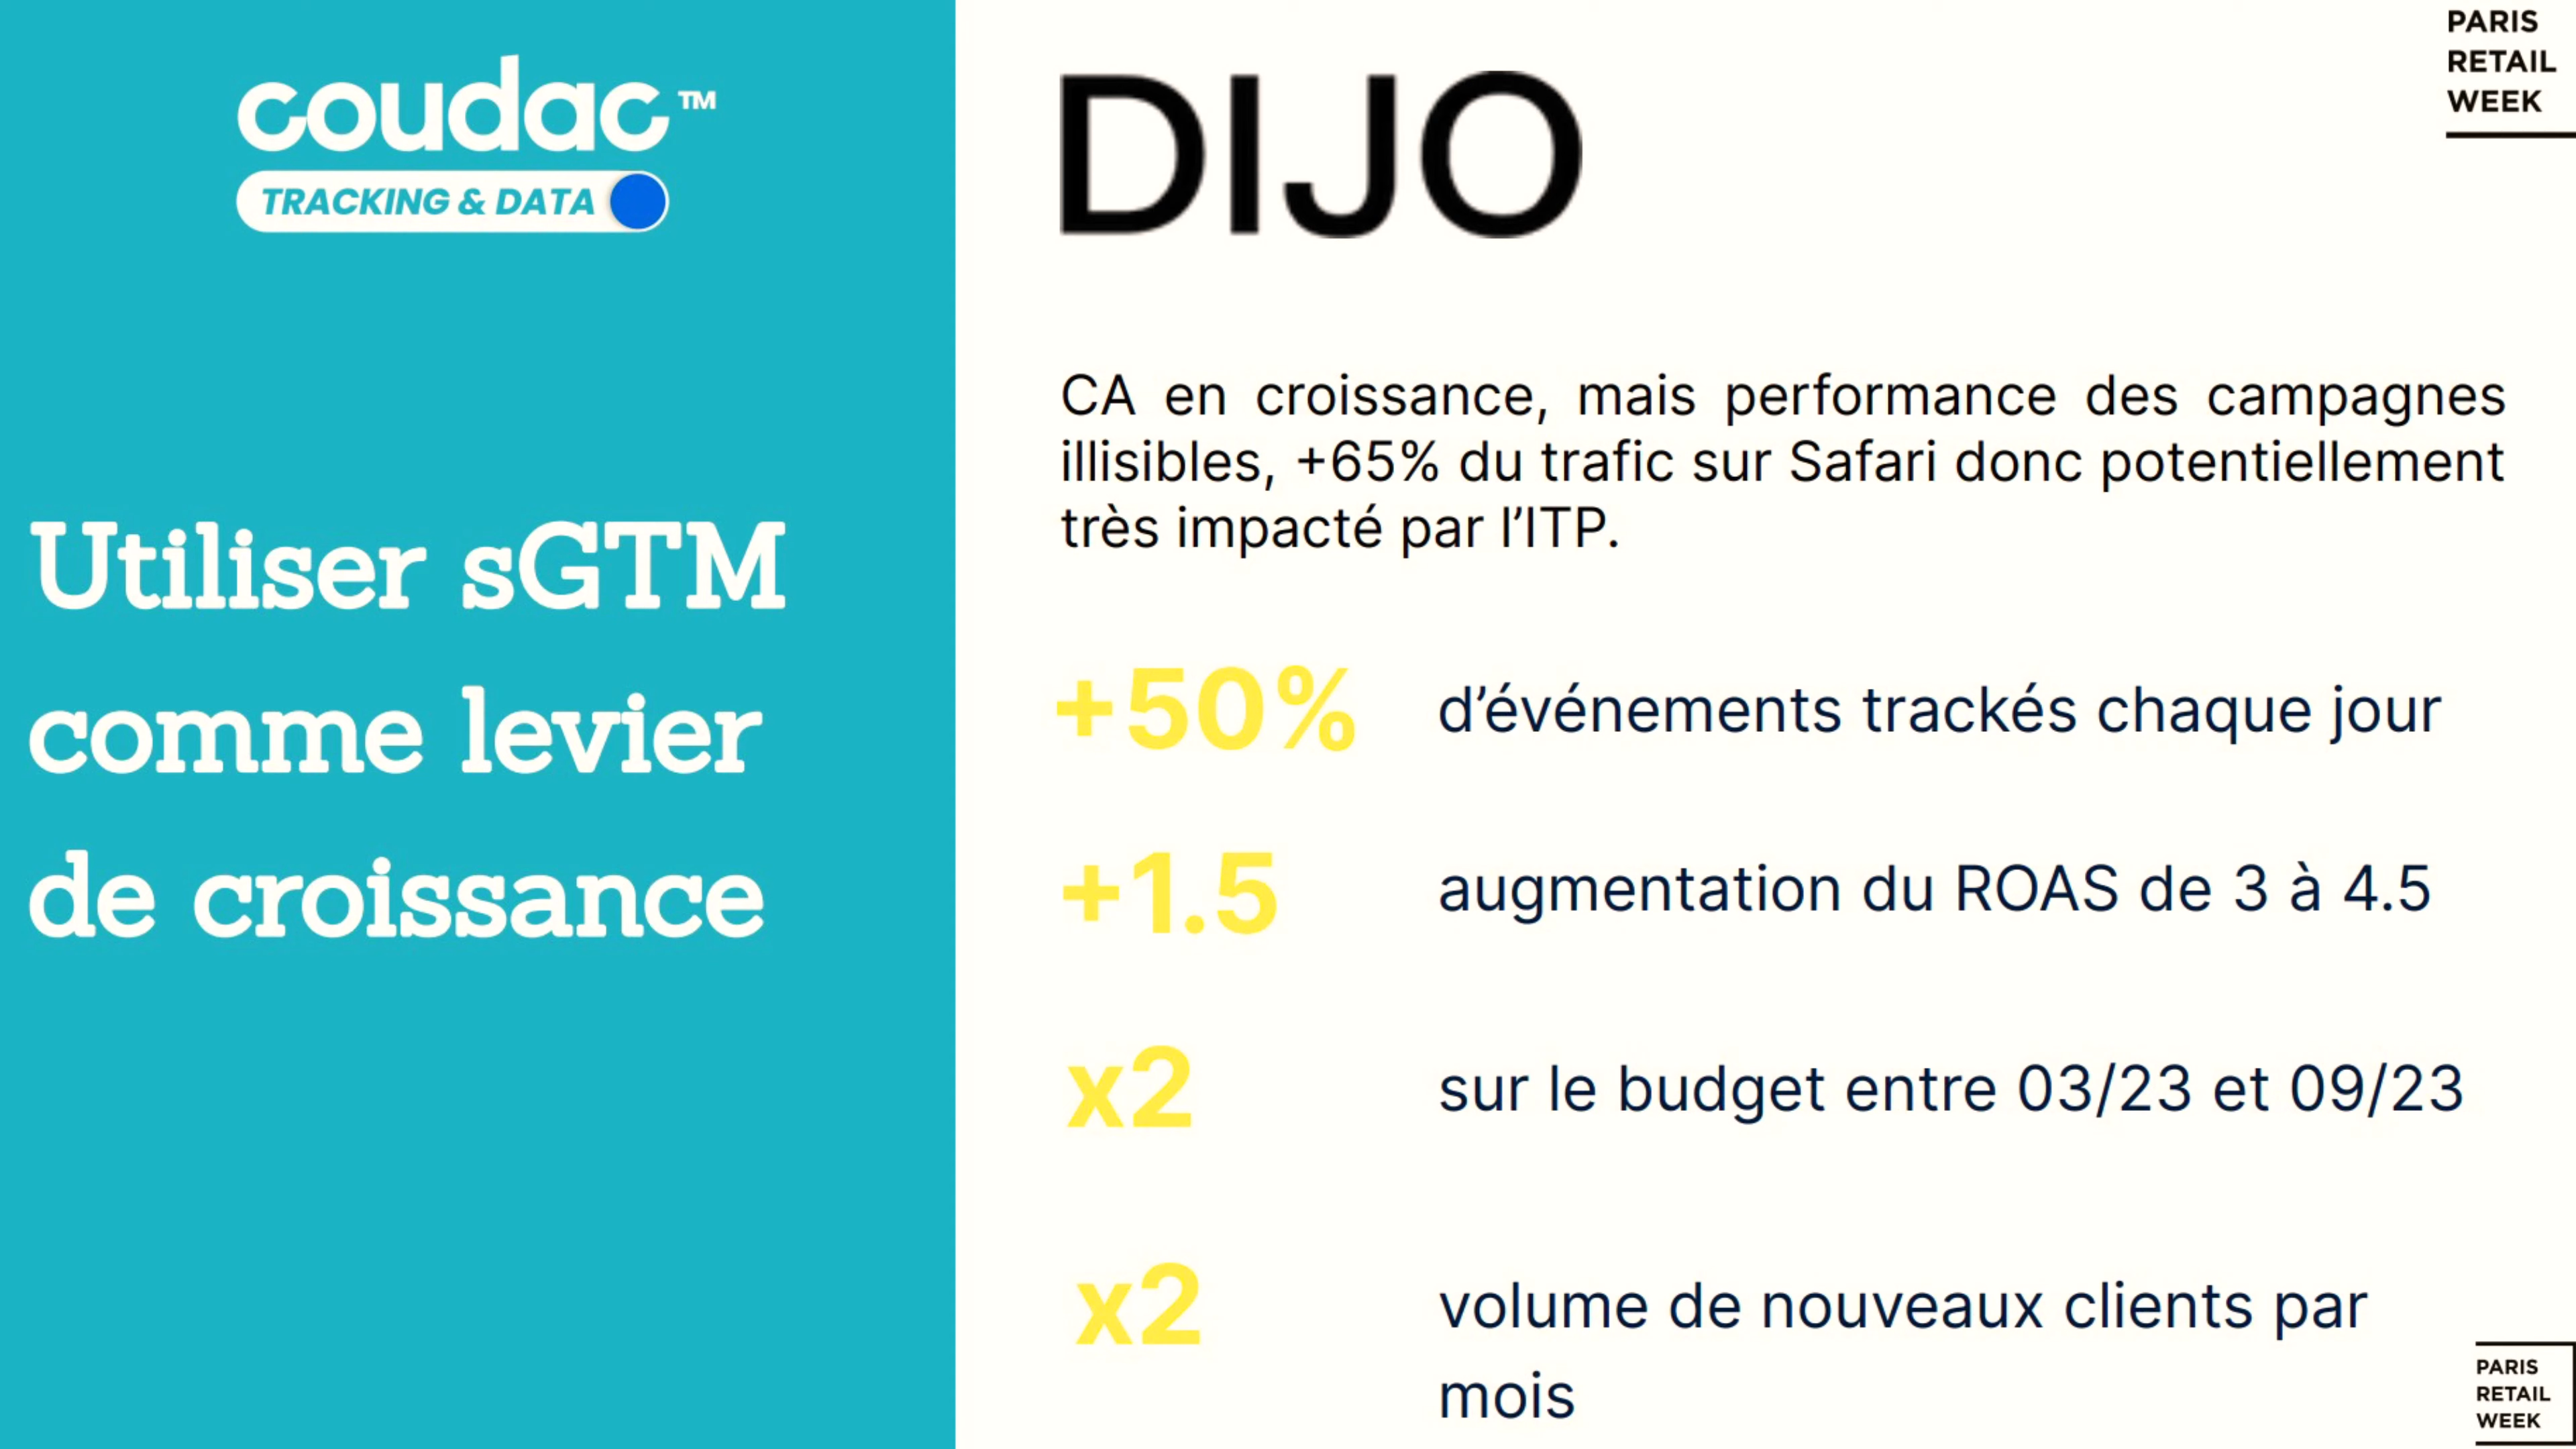 coudac™
TRACKING & DATA
Utiliser sGTM
comme levier
de croissance
DIJO
PARIS
RETAIL
WEEK
CA en croissance, mais performance des campagnes
illisibles, +65% du trafic sur Safari donc potentiellement
très impacté par l’ITP.
+50% d’événements trackés chaque jour
+1.5 augmentation du ROAS de 3 à 4.5
x2 sur le budget entre 03/23 et 09/23
x2 volume de nouveaux clients par
mois
PARIS
RETAIL
WEEK